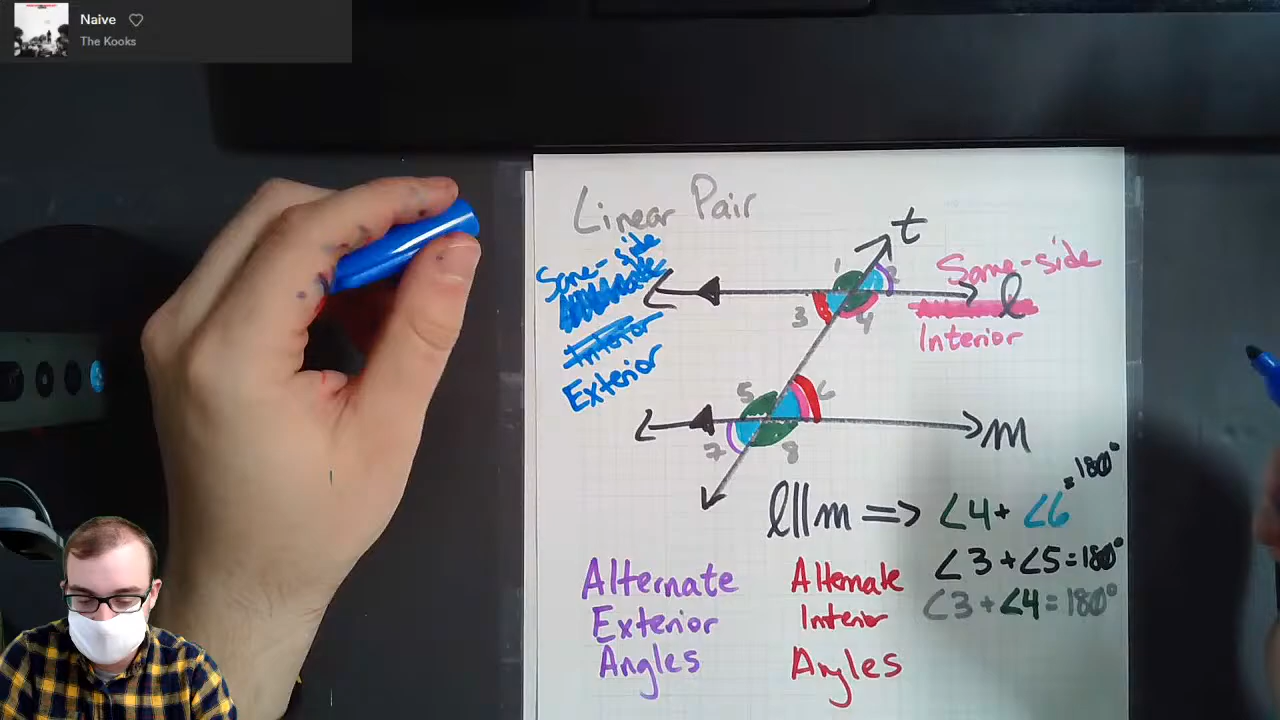 Naive
The Kooks
Linear Pair
t
Same-side
Exterior
Same-side
l
Interior
1
2
3
4
5
6
7
8
m
l||m => ∠4 + ∠6 = 180°
∠3 + ∠5 = 180°
∠3 + ∠4 = 180°
Alternate
Exterior
Angles
Alternate
Interior
Angles